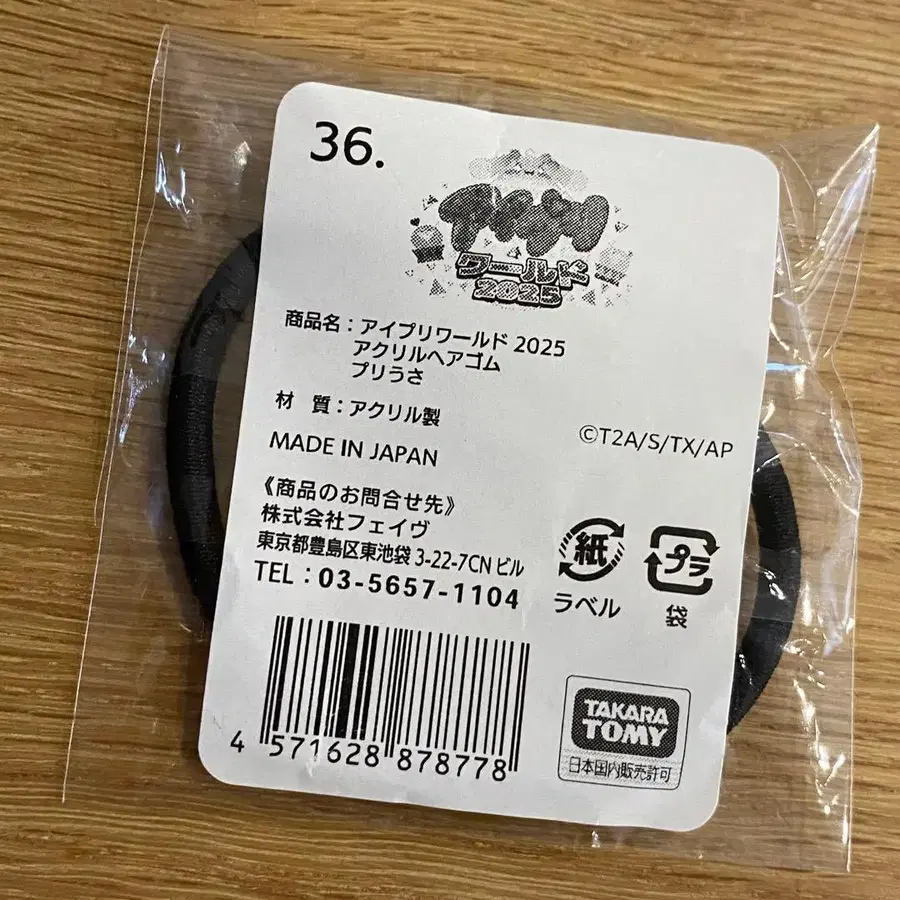 36.
アイプリ
ワールド
2025
商品名:アイプリワールド 2025
アクリルヘアゴム
プリうさ
材 質:アクリル製
MADE IN JAPAN
©T2A/S/TX/AP
《商品のお問合せ先》
株式会社フェイヴ
東京都豊島区東池袋 3-22-7CN ビル
TEL:03-5657-1104
紙
ラベル
プラ
袋
4 571628 878778
TAKARA
TOMY
日本国内販売許可